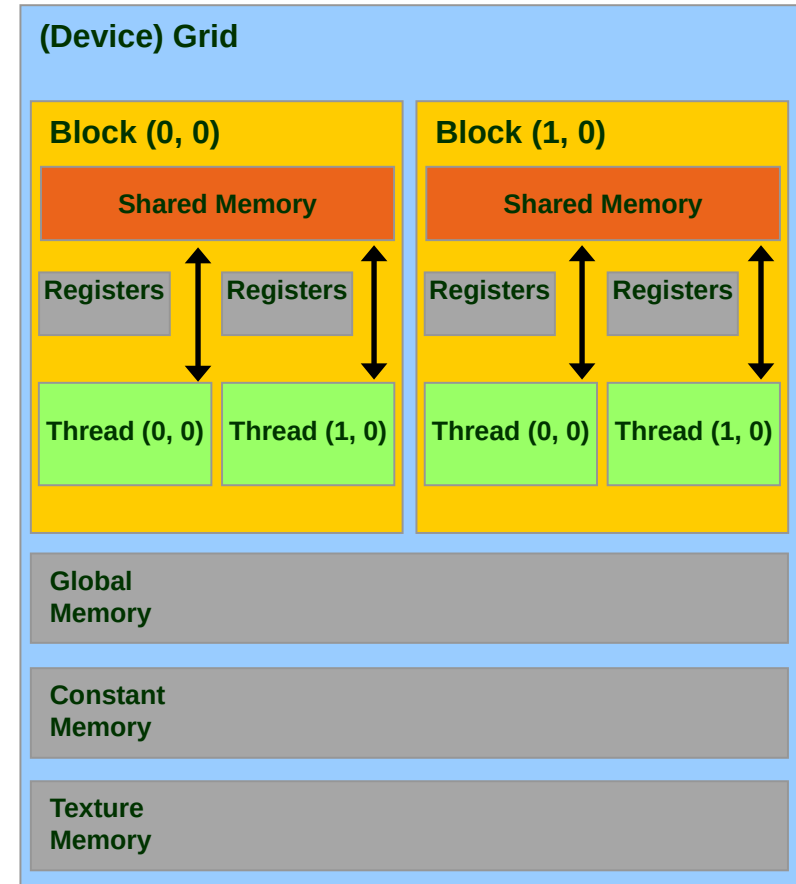 (Device) Grid
Block (0, 0)
Block (1, 0)
Shared Memory
Shared Memory
Registers
Registers
Registers
Registers
Thread (0, 0)
Thread (1, 0)
Thread (0, 0)
Thread (1, 0)
Global
Memory
Constant
Memory
Texture
Memory